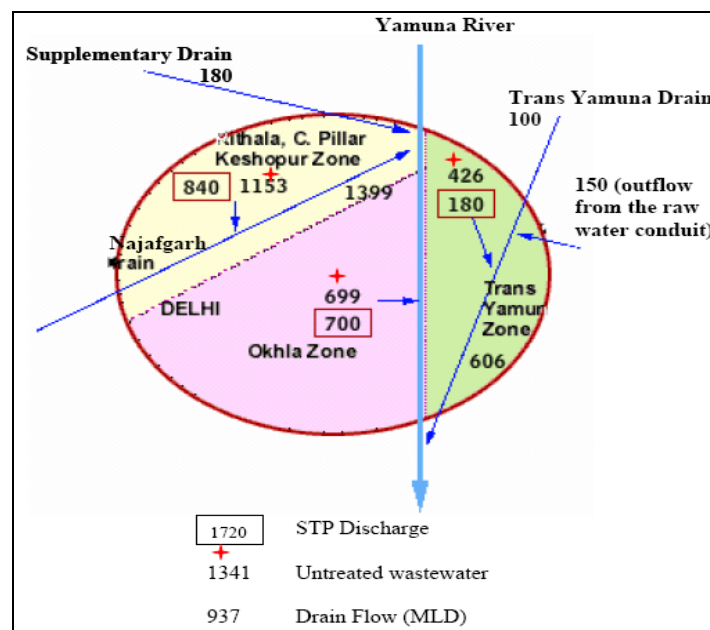 Yamuna River
Supplementary Drain
180
Trans Yamuna Drain
100
Rithala, C. Pillar
Keshopur Zone
840
1153
1399
426
180
150 (outflow
from the raw
water conduit)
Najafgarh
Drain
DELHI
699
700
Okhla Zone
Trans
Yamun
Zone
606
1720 STP Discharge
1341 Untreated wastewater
937 Drain Flow (MLD)